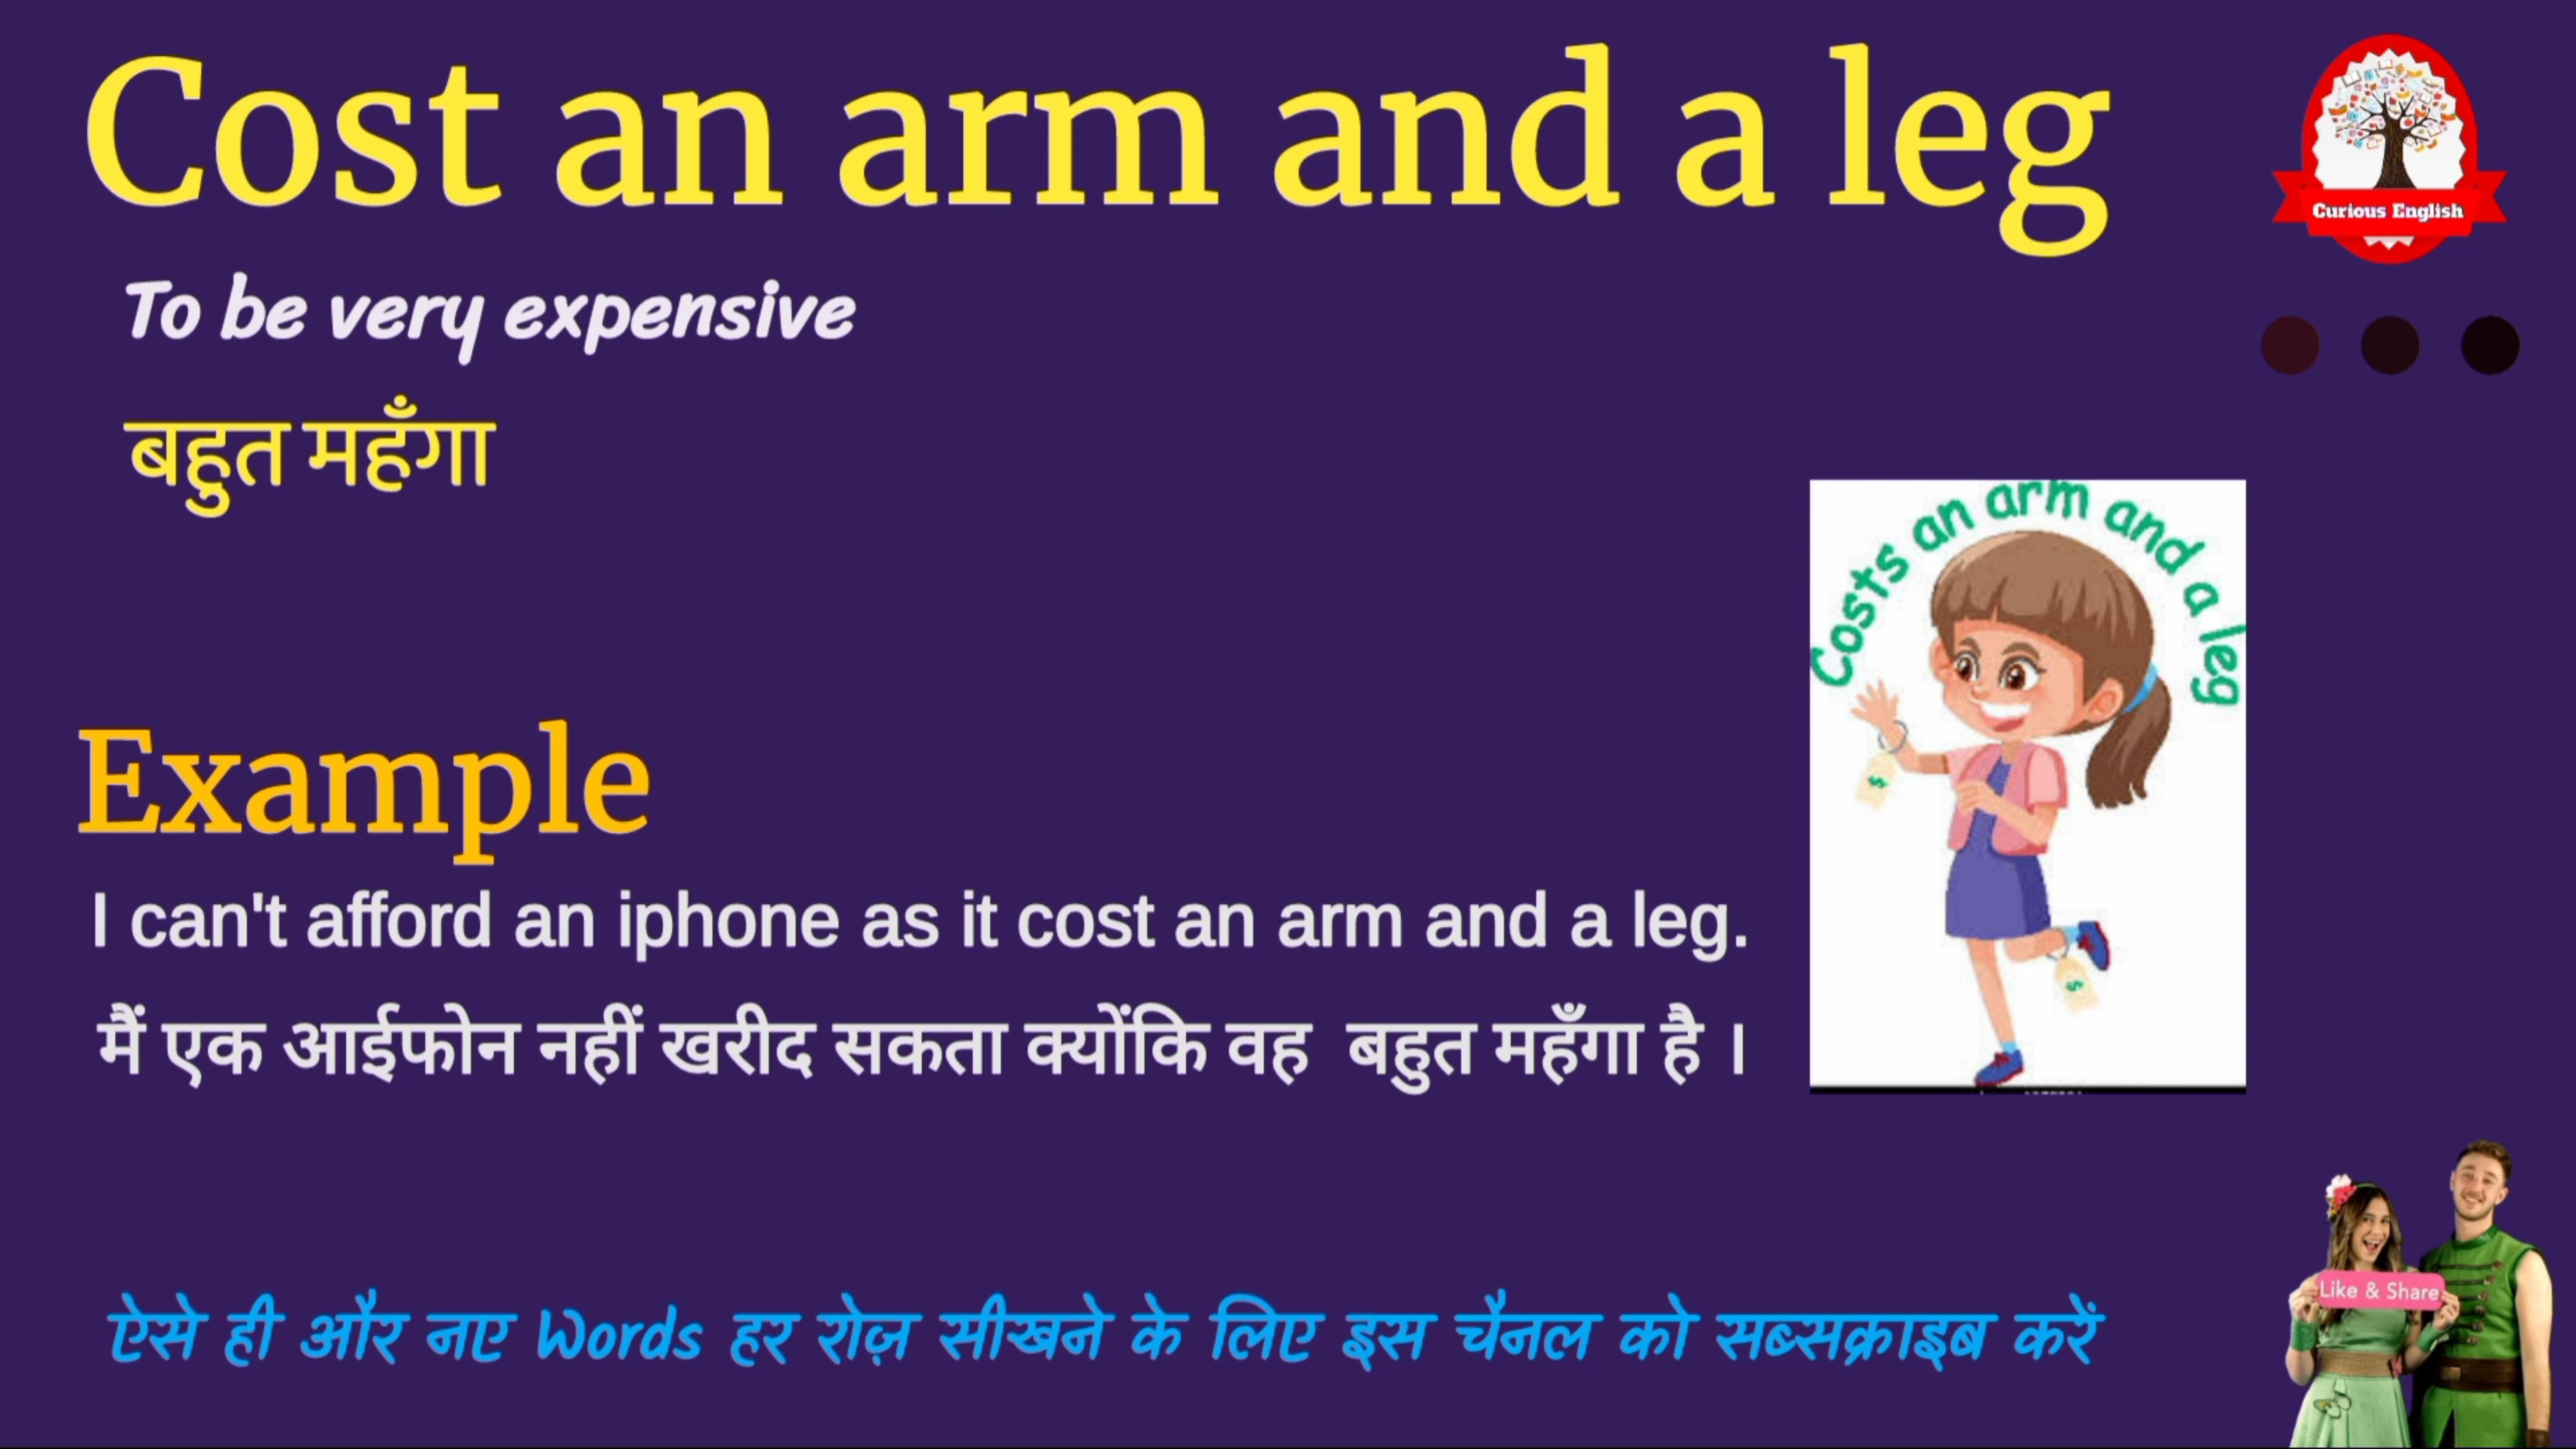 Cost an arm and a leg
Curious English
To be very expensive
बहुत महँगा
Costs an arm and a leg
$
Example
I can't afford an iphone as it cost an arm and a leg.
$
मैं एक आईफोन नहीं खरीद सकता क्योंकि वह बहुत महँगा है ।
Like & Share
ऐसे ही और नए Words हर रोज़ सीखने के लिए इस चैनल को सब्सक्राइब करें